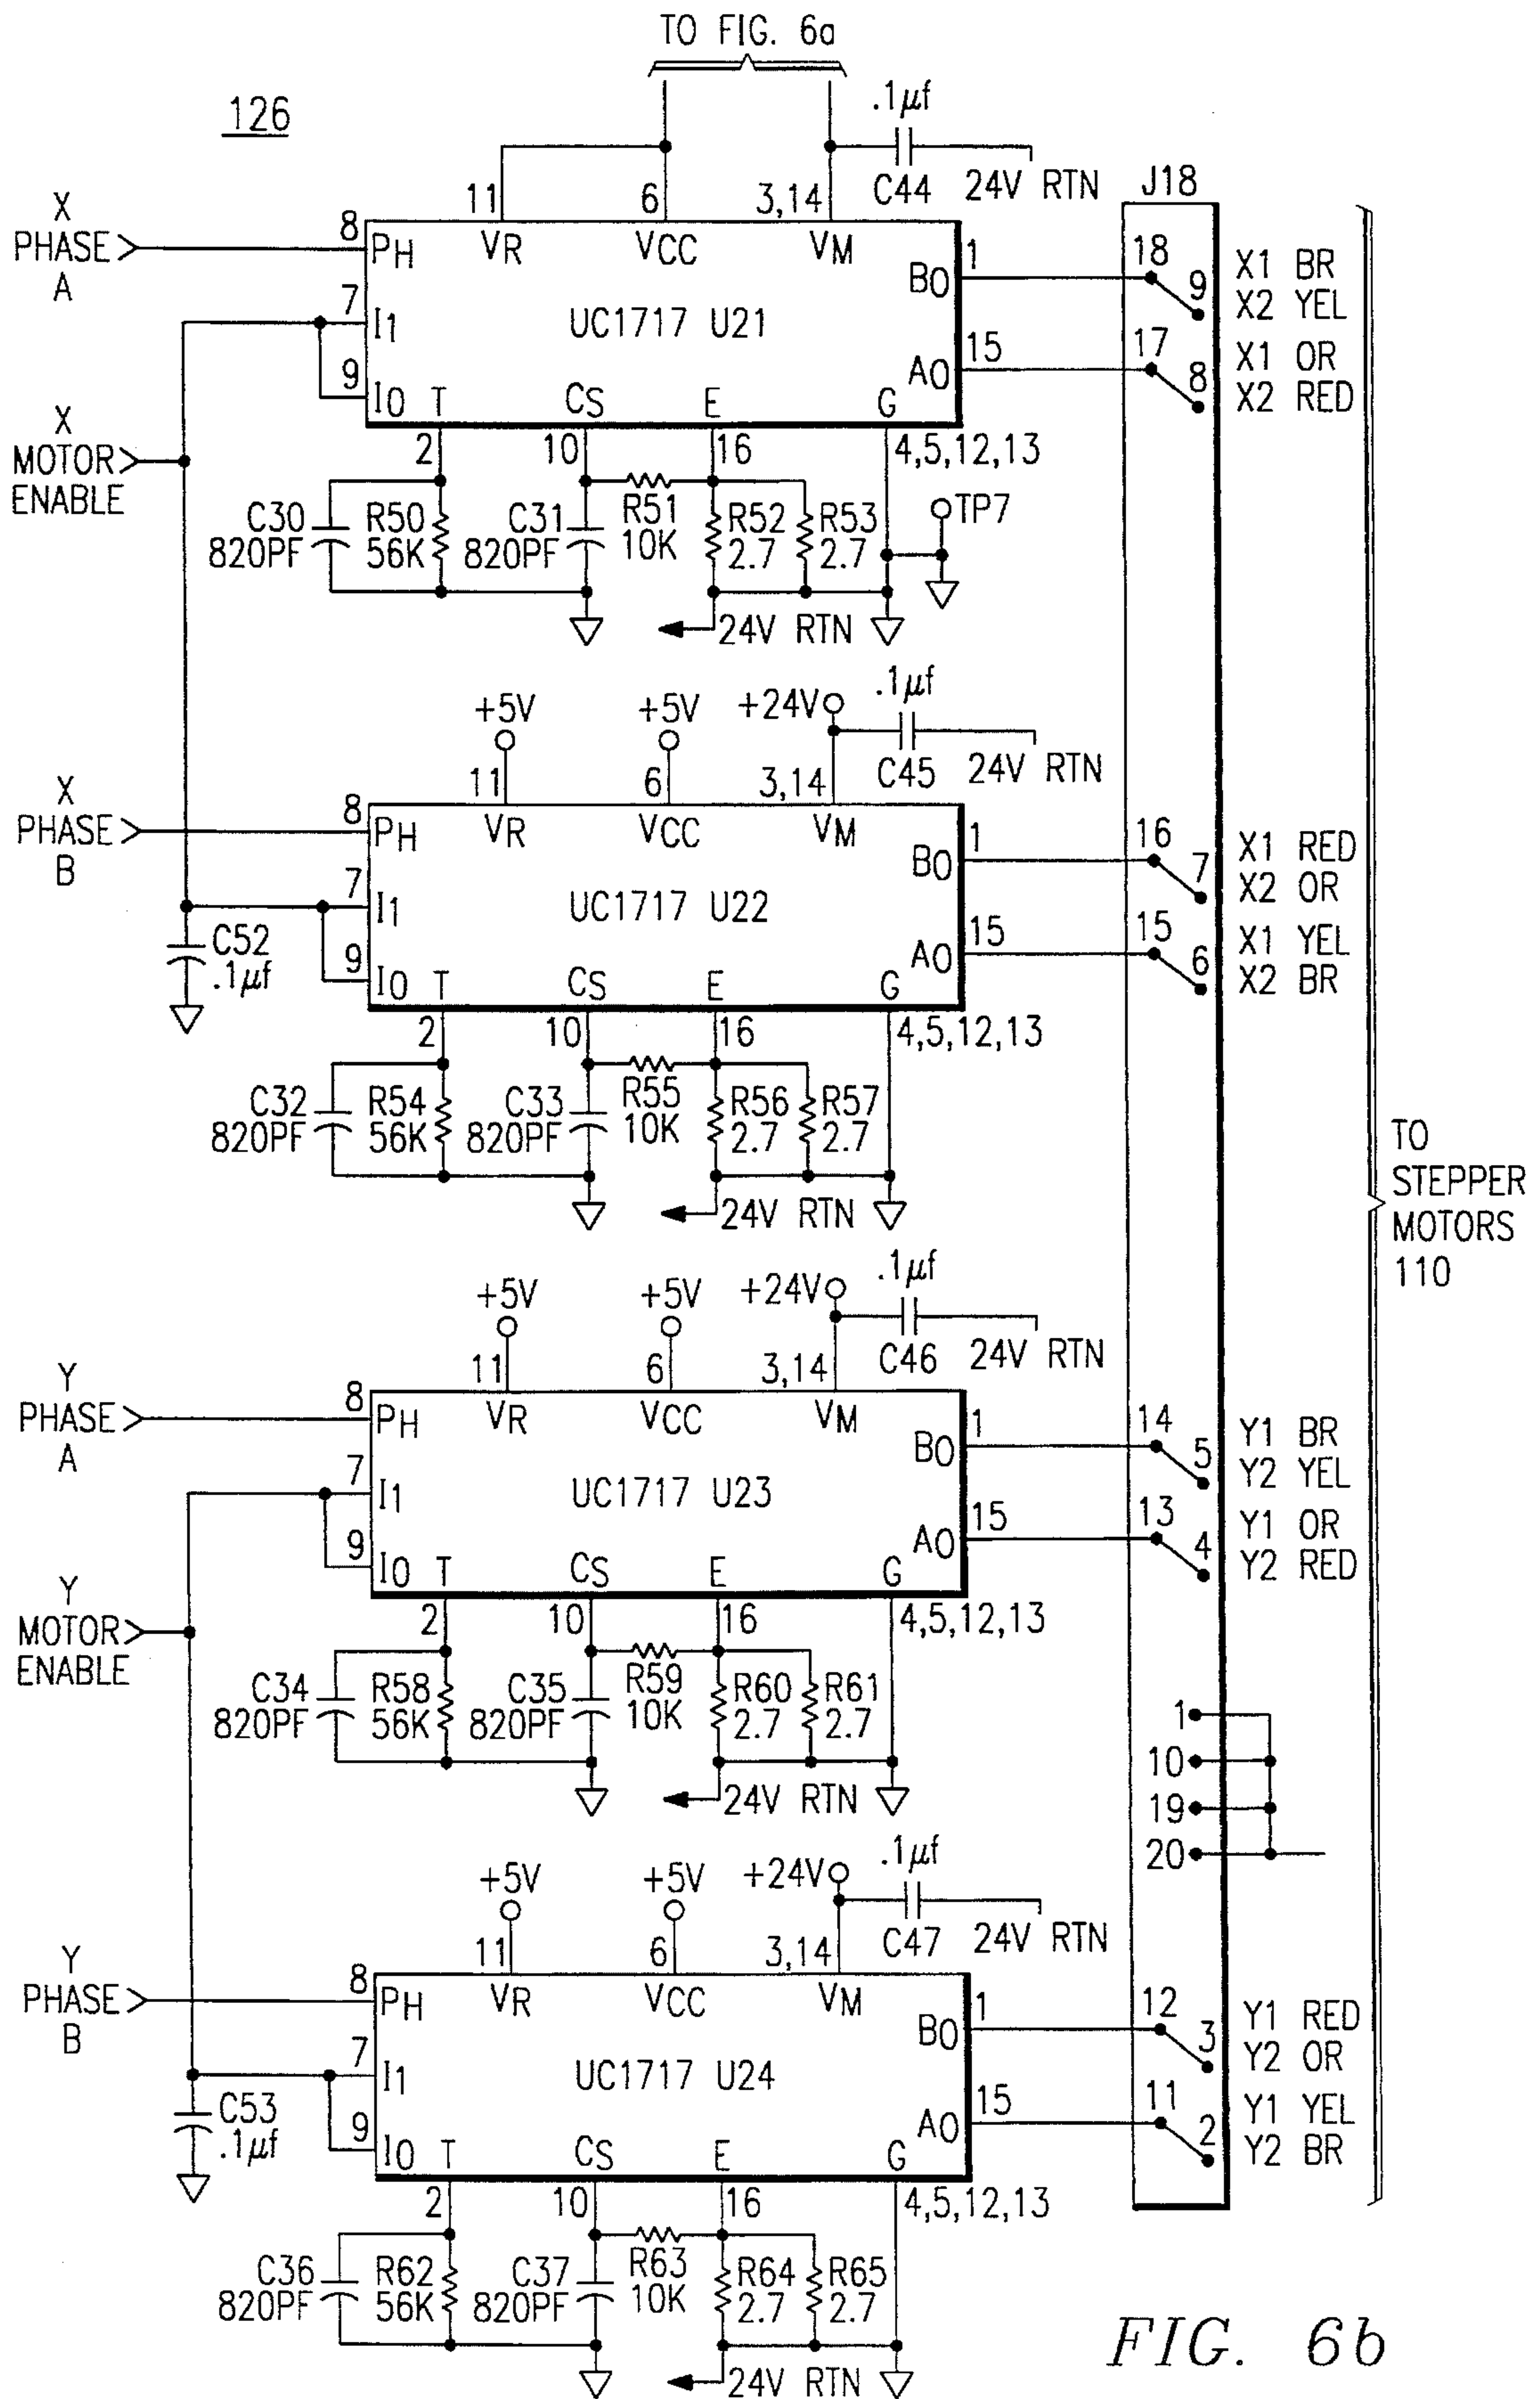 TO FIG. 6a
126
.1µf
C44
24V RTN
J18
X
PHASE
A
11
6
3,14
8
PH
VR
VCC
VM
BO
1
18
9
X1 BR
X2 YEL
7
I1
UC1717 U21
9
IO
T
CS
E
G
AO
15
17
8
X1 OR
X2 RED
X
MOTOR
ENABLE
2
10
16
4,5,12,13
C30
820PF
R50
56K
C31
820PF
R51
10K
R52
2.7
R53
2.7
TP7
24V RTN
+5V
+5V
+24V
.1µf
C45
24V RTN
X
PHASE
B
11
6
3,14
8
PH
VR
VCC
VM
BO
1
16
7
X1 RED
X2 OR
7
I1
UC1717 U22
9
IO
T
CS
E
G
AO
15
15
6
X1 YEL
X2 BR
C52
.1µf
2
10
16
4,5,12,13
C32
820PF
R54
56K
C33
820PF
R55
10K
R56
2.7
R57
2.7
24V RTN
TO
STEPPER
MOTORS
110
+5V
+5V
+24V
.1µf
C46
24V RTN
Y
PHASE
A
11
6
3,14
8
PH
VR
VCC
VM
BO
1
14
5
Y1 BR
Y2 YEL
7
I1
UC1717 U23
9
IO
T
CS
E
G
AO
15
13
4
Y1 OR
Y2 RED
Y
MOTOR
ENABLE
2
10
16
4,5,12,13
C34
820PF
R58
56K
C35
820PF
R59
10K
R60
2.7
R61
2.7
24V RTN
1
10
19
20
+5V
+5V
+24V
.1µf
C47
24V RTN
Y
PHASE
B
11
6
3,14
8
PH
VR
VCC
VM
BO
1
12
3
Y1 RED
Y2 OR
7
I1
UC1717 U24
9
IO
T
CS
E
G
AO
15
11
2
Y1 YEL
Y2 BR
C53
.1µf
2
10
16
4,5,12,13
C36
820PF
R62
56K
C37
820PF
R63
10K
R64
2.7
R65
2.7
24V RTN
FIG. 6b